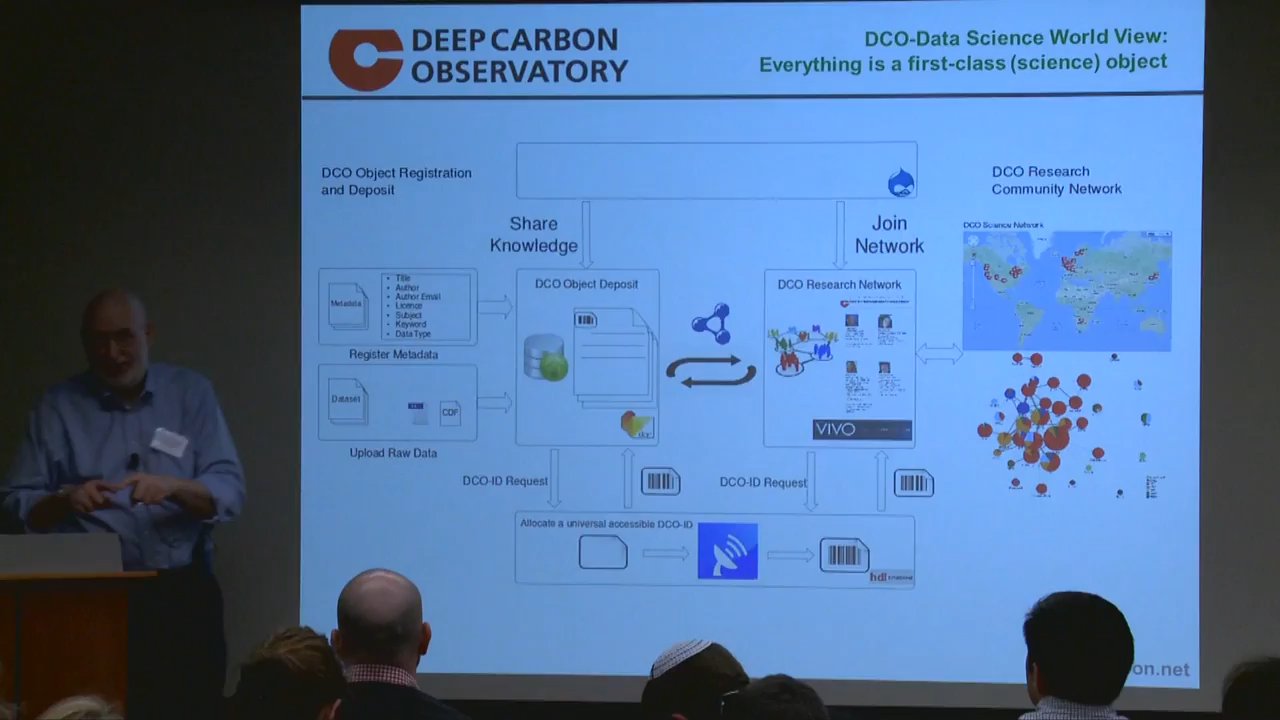 DEEP CARBON
OBSERVATORY
DCO-Data Science World View:
Everything is a first-class (science) object
DCO Object Registration
and Deposit
DCO Research
Community Network
Share
Knowledge
Join
Network
DCO Science Network
Metadata
• Title
• Author
• Author Email
• Licence
• Subject
• Keyword
• Data Type
Register Metadata
DCO Object Deposit
DCO Research Network
Dataset
CDF
Upload Raw Data
VIVO
DCO-ID Request
DCO-ID Request
Allocate a universal accessible DCO-ID
hdl
on.net